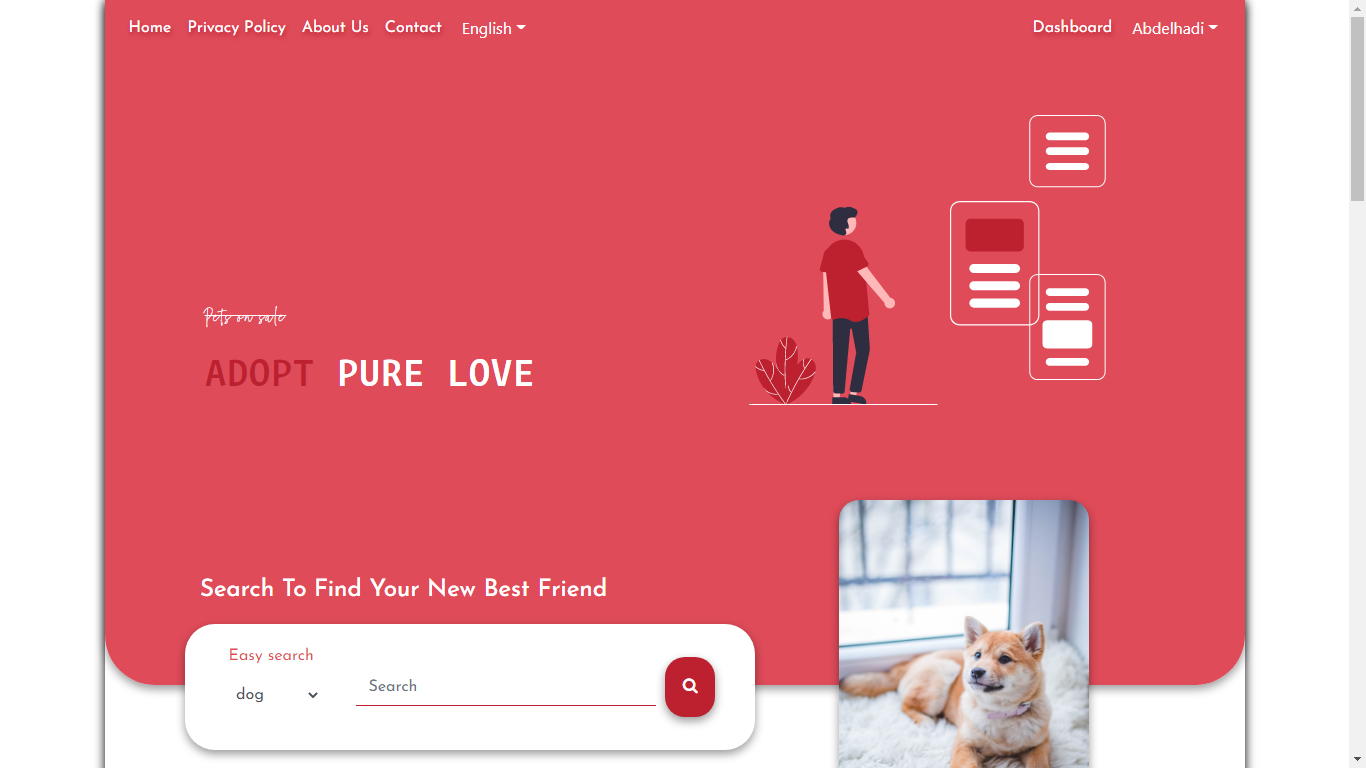 Home Privacy Policy About Us Contact English Dashboard Abdelhadi
Pets on sale
ADOPT PURE LOVE
Search To Find Your New Best Friend
Easy search
dog Search